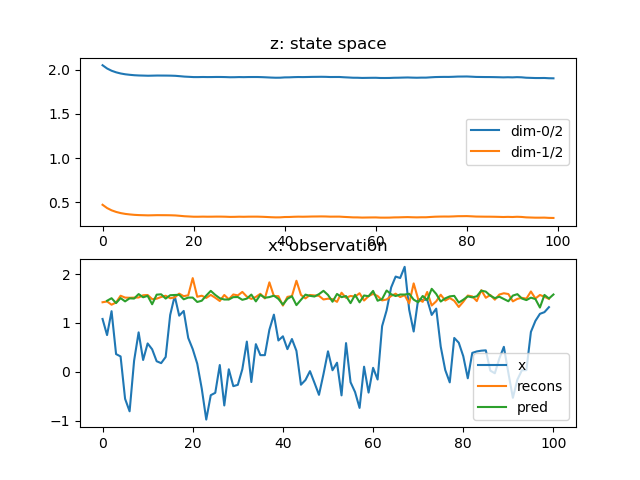 z: state space
2.0
1.5
1.0
0.5
dim-0/2
dim-1/2
0 20 40 60 80 100
x: observation
2
1
0
−1
x
recons
pred
0 20 40 60 80 100